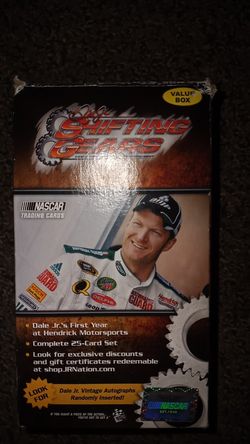 VALUE
BOX
SHIFTING
GEARS
NASCAR
TRADING CARDS
• Dale Jr.'s First Year
at Hendrick Motorsports
• Complete 25-Card Set
• Look for exclusive discounts
and gift certificates redeemable
at shop.JRNation.com
LOOK
FOR
Dale Jr. Vintage Autographs
Randomly Inserted!
NASCAR